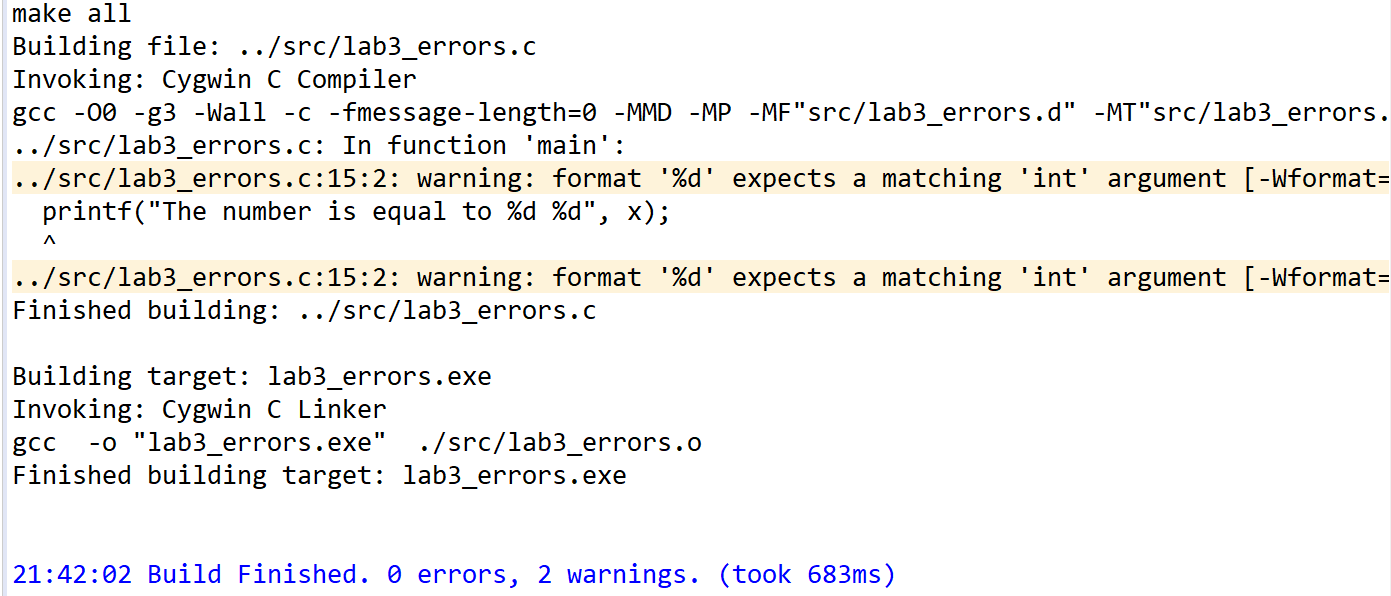 make all
Building file: ../src/lab3_errors.c
Invoking: Cygwin C Compiler
gcc -O0 -g3 -Wall -c -fmessage-length=0 -MMD -MP -MF"src/lab3_errors.d" -MT"src/lab3_errors.
../src/lab3_errors.c: In function 'main':
../src/lab3_errors.c:15:2: warning: format '%d' expects a matching 'int' argument [-Wformat=
  printf("The number is equal to %d %d", x);
  ^
../src/lab3_errors.c:15:2: warning: format '%d' expects a matching 'int' argument [-Wformat=
Finished building: ../src/lab3_errors.c

Building target: lab3_errors.exe
Invoking: Cygwin C Linker
gcc  -o "lab3_errors.exe"  ./src/lab3_errors.o
Finished building target: lab3_errors.exe

21:42:02 Build Finished. 0 errors, 2 warnings. (took 683ms)